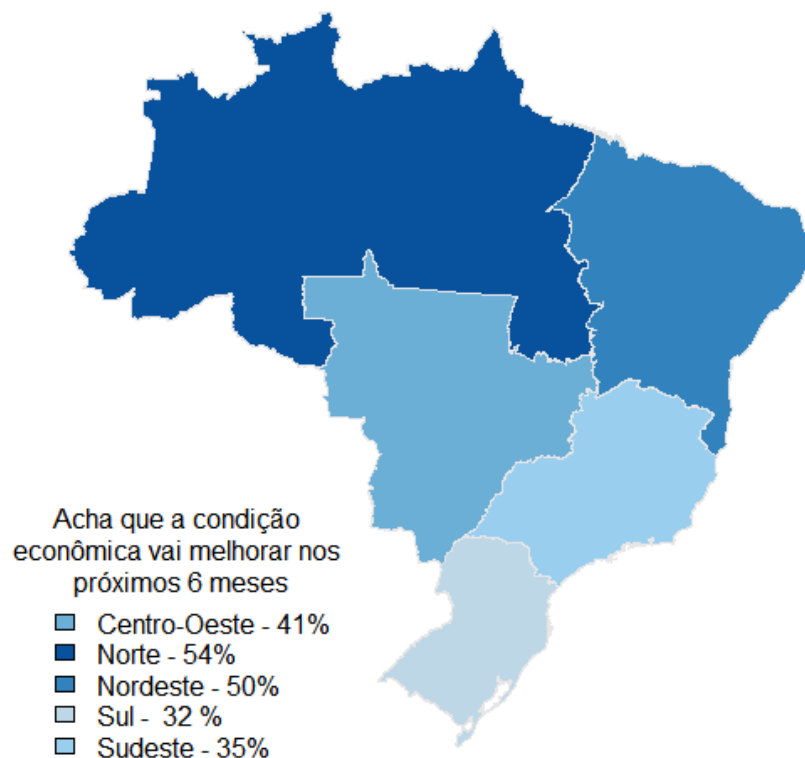 Acha que a condição
econômica vai melhorar nos
próximos 6 meses
Centro-Oeste - 41%
Norte - 54%
Nordeste - 50%
Sul -  32 %
Sudeste - 35%